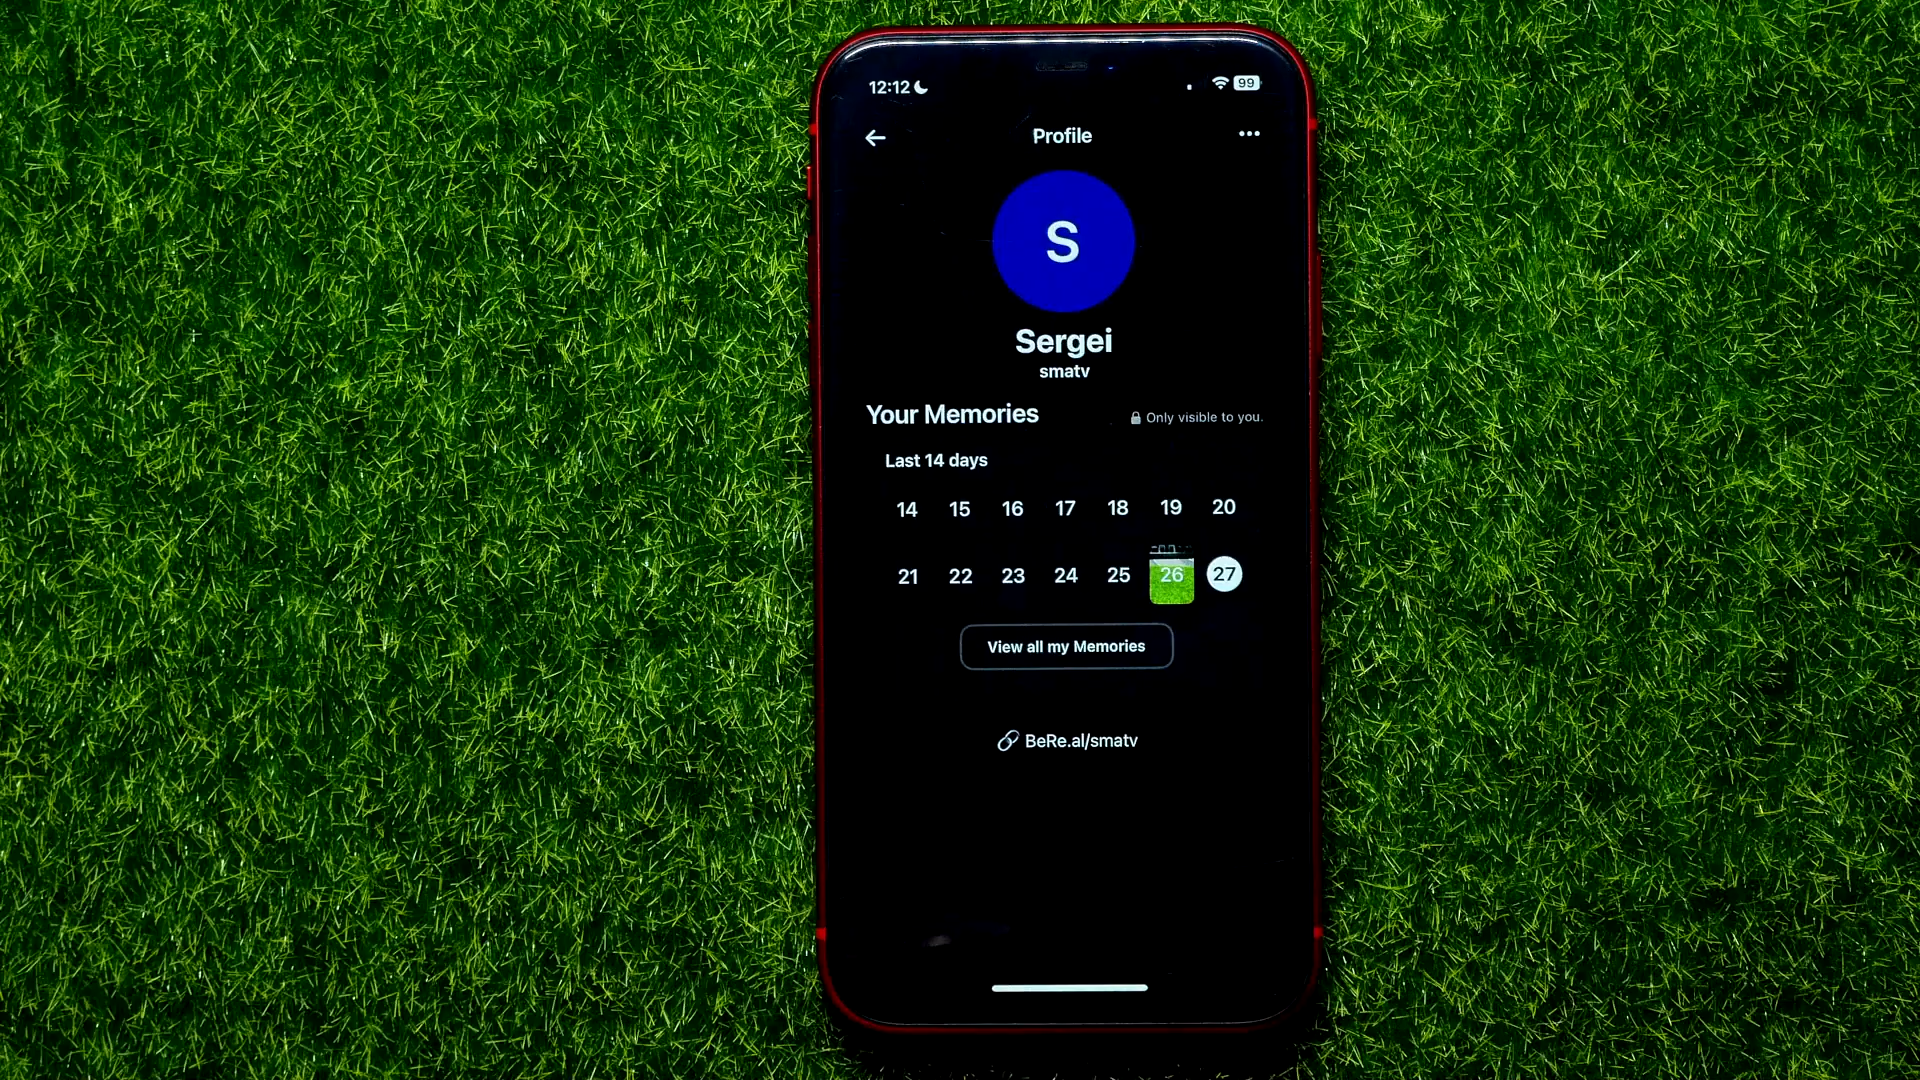 12:12 99
Profile
S
Sergei
smatv
Your Memories Only visible to you.
Last 14 days
14 15 16 17 18 19 20
21 22 23 24 25 26 27
View all my Memories
BeRe.al/smatv